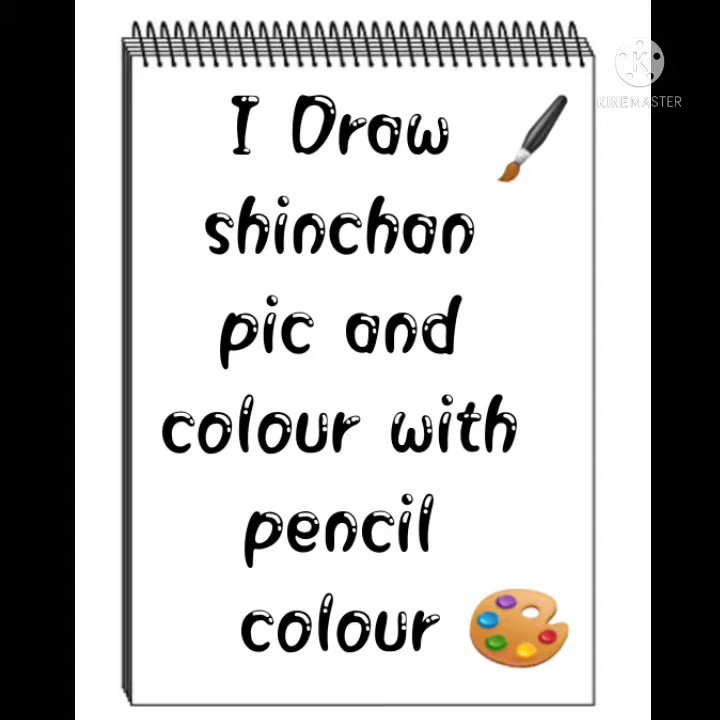 KINEMASTER
I Draw
shinchan
pic and
colour with
pencil
colour